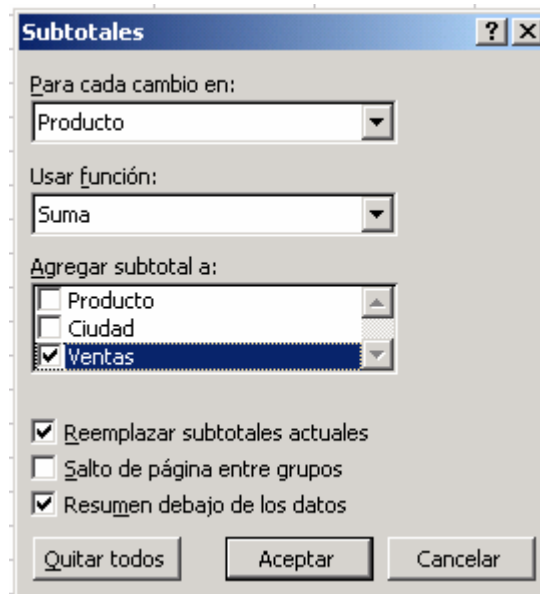 Subtotales
Para cada cambio en:
Producto
Usar función:
Suma
Agregar subtotal a:
Producto
Ciudad
Ventas
Reemplazar subtotales actuales
Salto de página entre grupos
Resumen debajo de los datos
Quitar todos Aceptar Cancelar